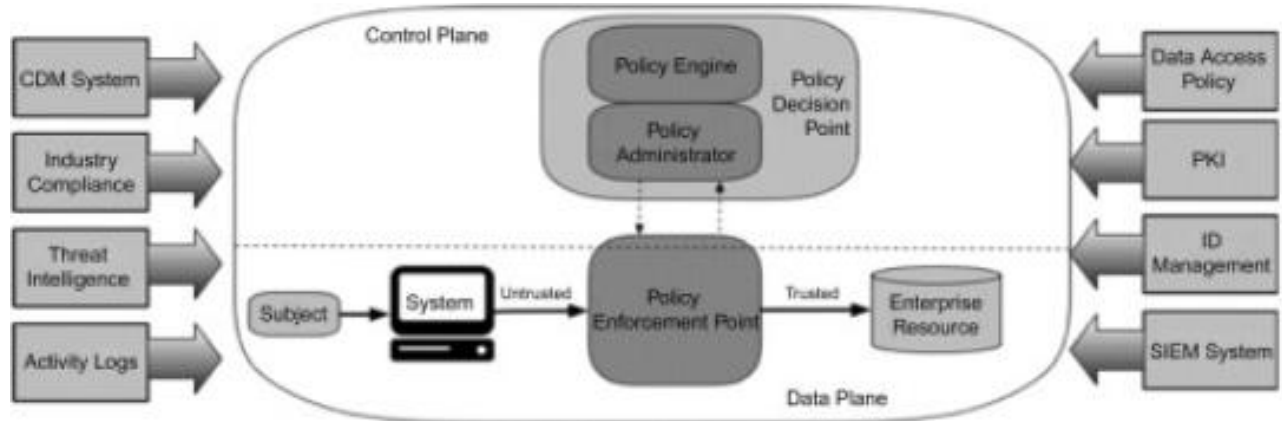 Control Plane
CDM System
Industry
Compliance
Threat
Intelligence
Activity Logs
Policy Engine
Policy
Administrator
Policy
Decision
Point
Subject
System
Untrusted
Policy
Enforcement Point
Trusted
Enterprise
Resource
Data Plane
Data Access
Policy
PKI
ID
Management
SIEM System